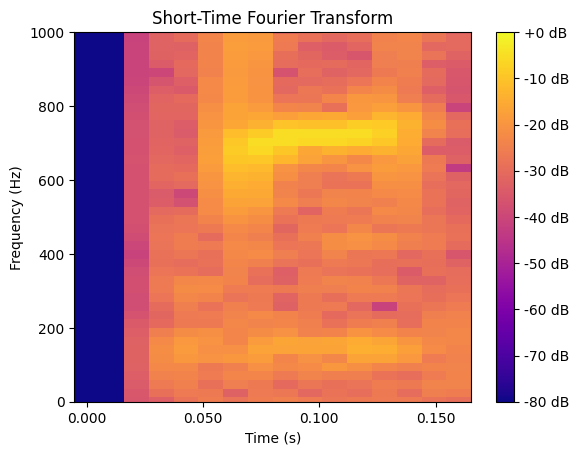 Short-Time Fourier Transform
1000
800
600
400
200
0
Frequency (Hz)
0.000
0.050
0.100
0.150
Time (s)
+0 dB
-10 dB
-20 dB
-30 dB
-40 dB
-50 dB
-60 dB
-70 dB
-80 dB